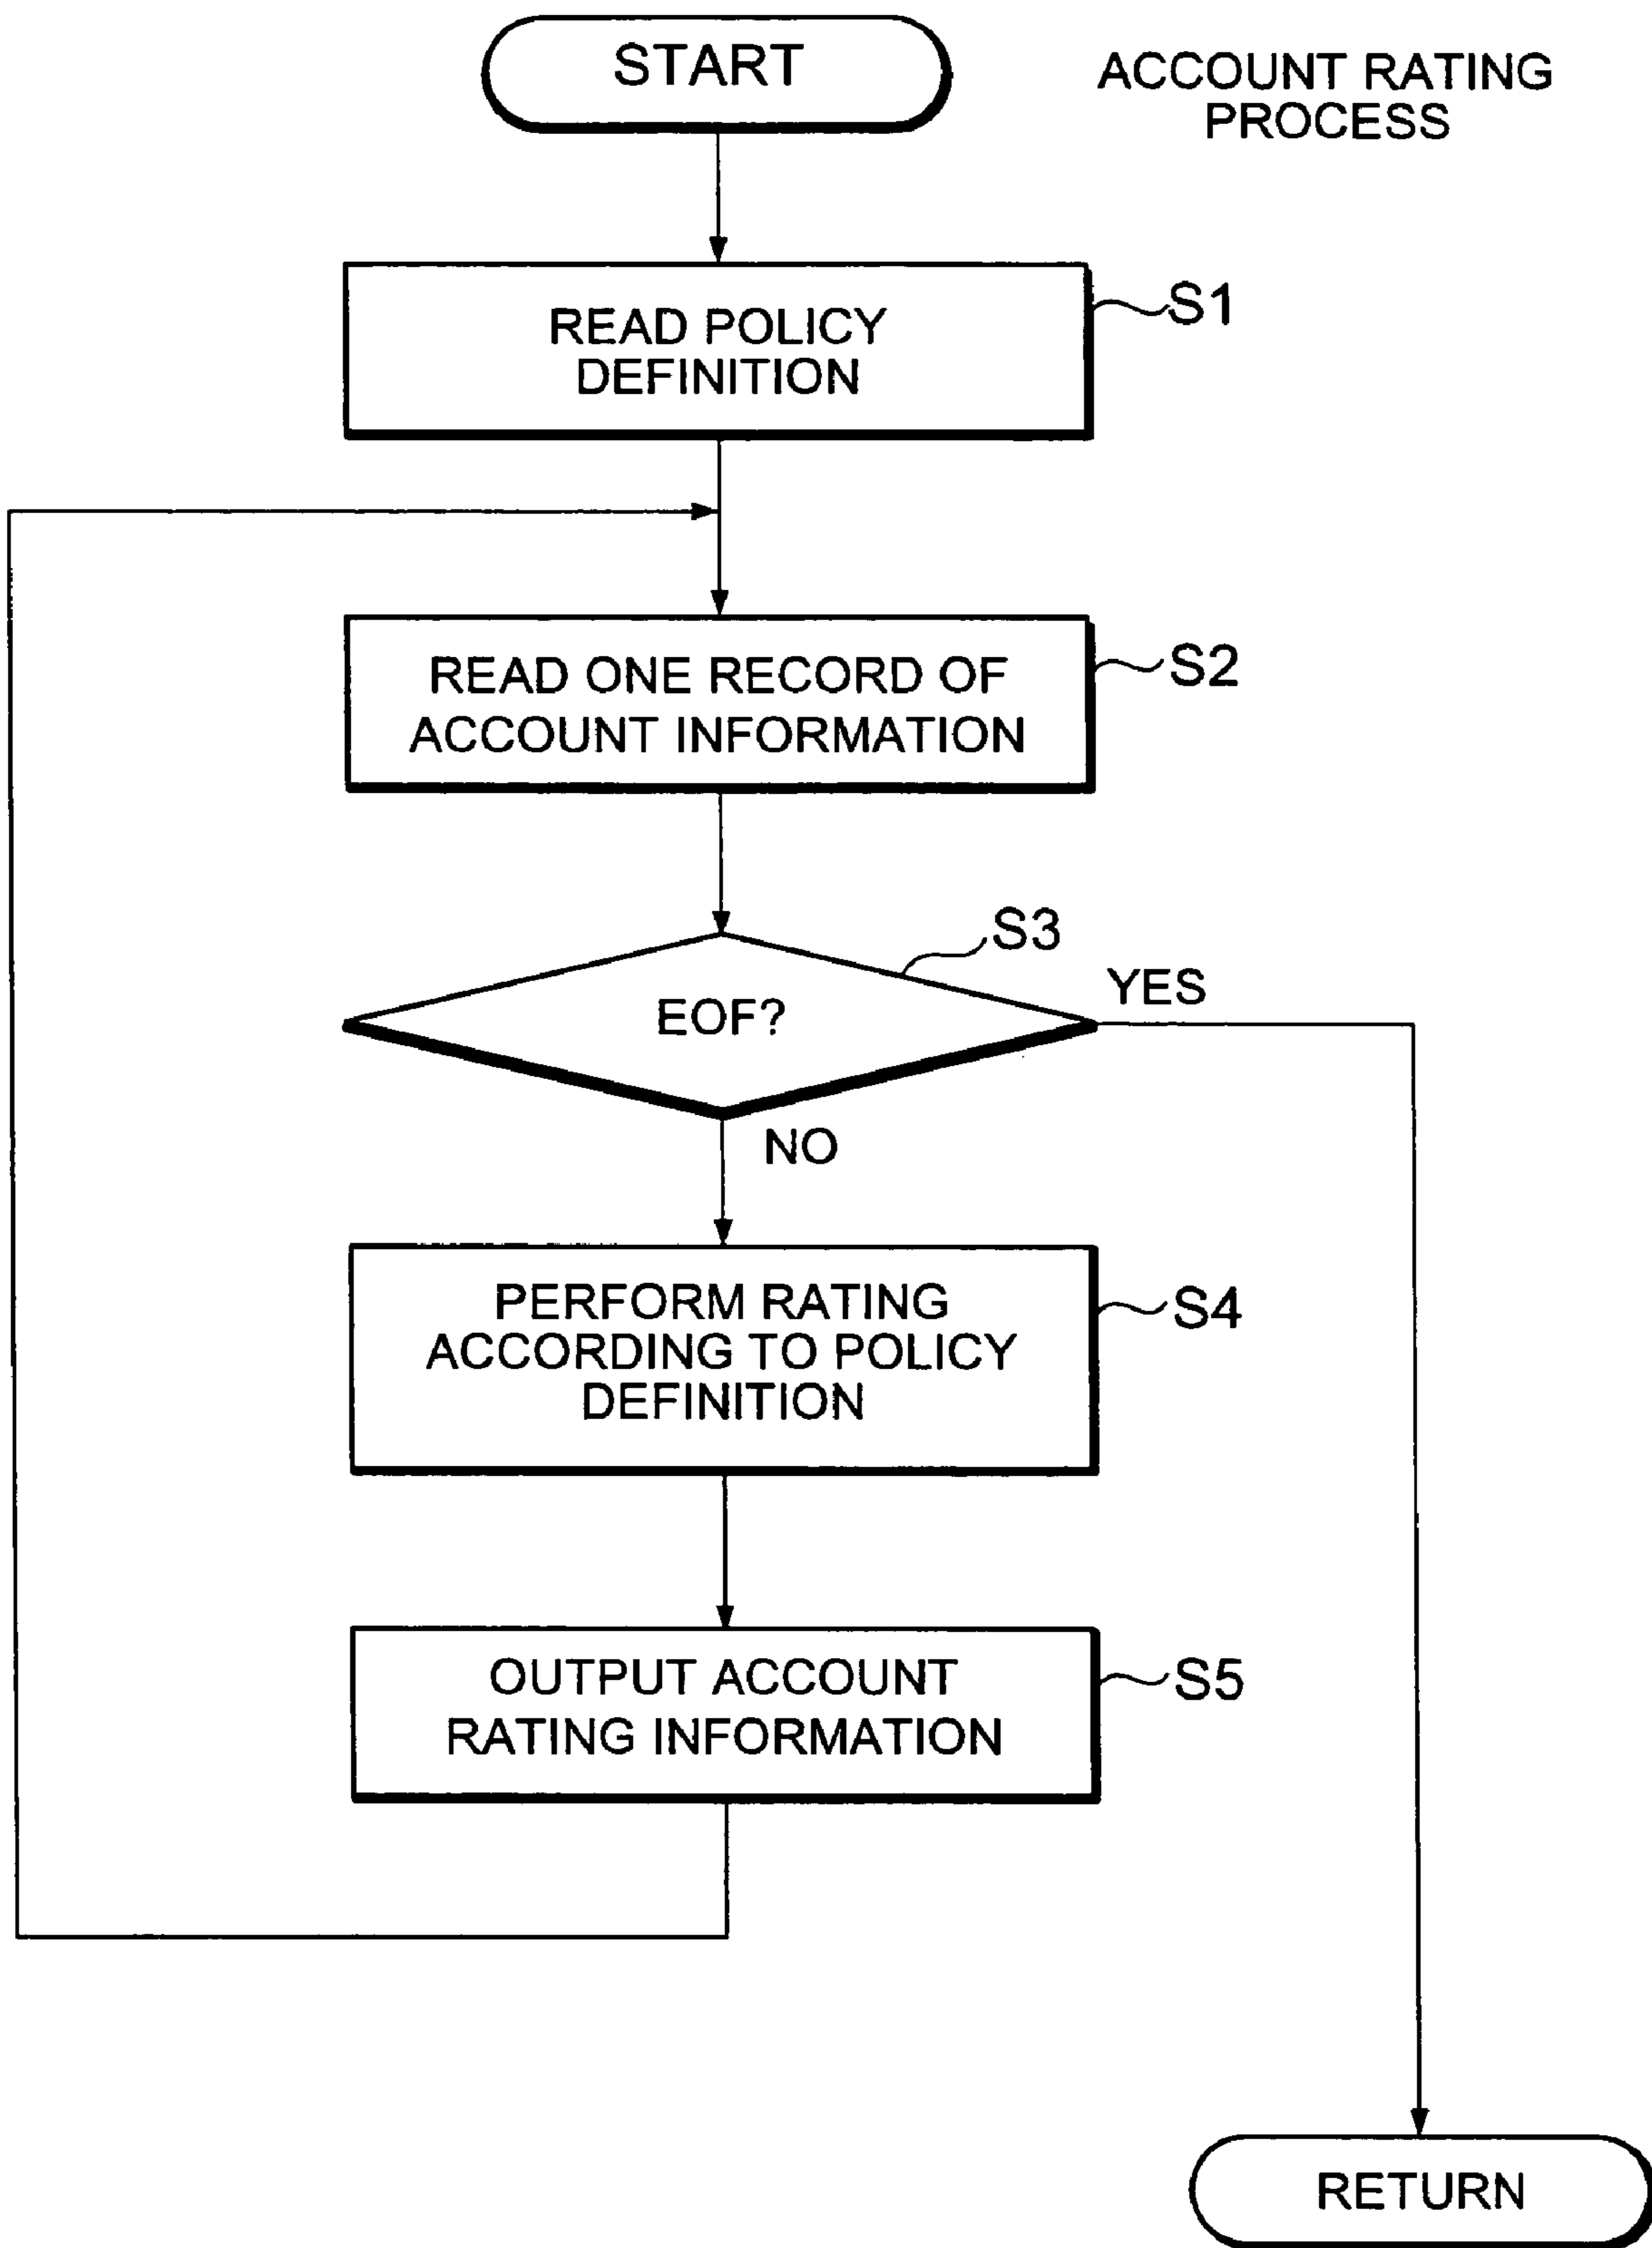 START
ACCOUNT RATING
PROCESS
READ POLICY
DEFINITION
S1
READ ONE RECORD OF
ACCOUNT INFORMATION
S2
S3
EOF?
YES
NO
PERFORM RATING
ACCORDING TO POLICY
DEFINITION
S4
OUTPUT ACCOUNT
RATING INFORMATION
S5
RETURN